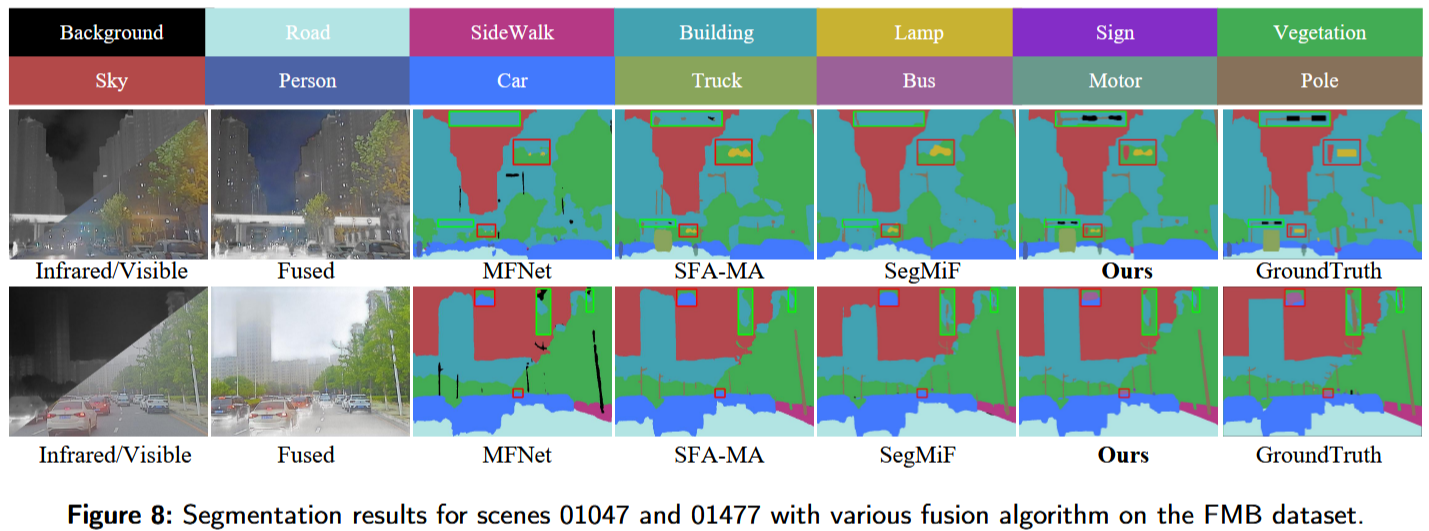 Background Road SideWalk Building Lamp Sign Vegetation
Sky Person Car Truck Bus Motor Pole
Infrared/Visible Fused MFNet SFA-MA SegMiF Ours GroundTruth
Infrared/Visible Fused MFNet SFA-MA SegMiF Ours GroundTruth
Figure 8: Segmentation results for scenes 01047 and 01477 with various fusion algorithm on the FMB dataset.